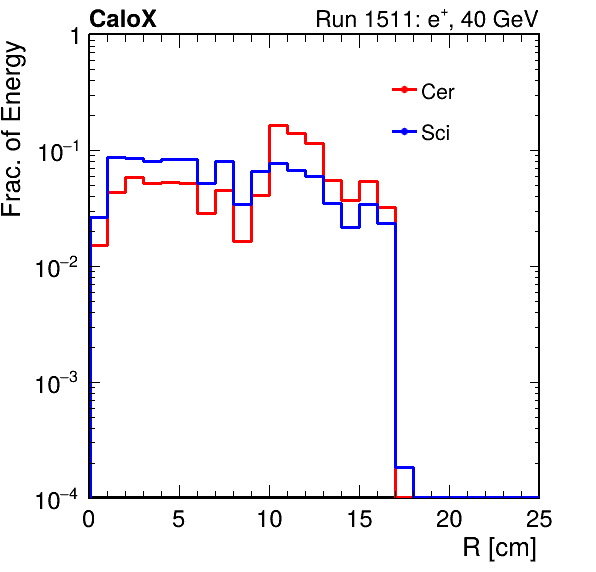 CaloX Run 1511: e⁺, 40 GeV
Frac. of Energy
1
10⁻¹
10⁻²
10⁻³
10⁻⁴
Cer
Sci
0 5 10 15 20 25
R [cm]